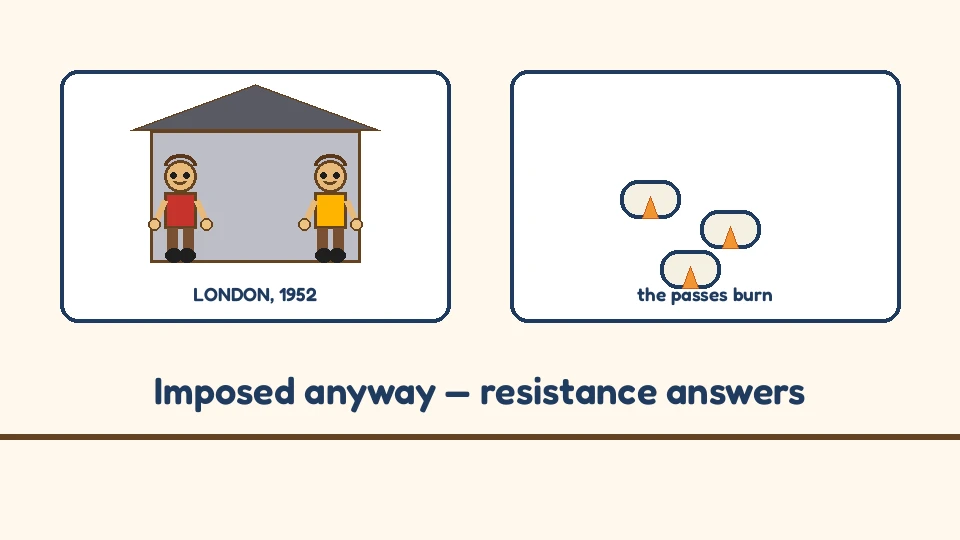 LONDON, 1952
the passes burn
Imposed anyway — resistance answers